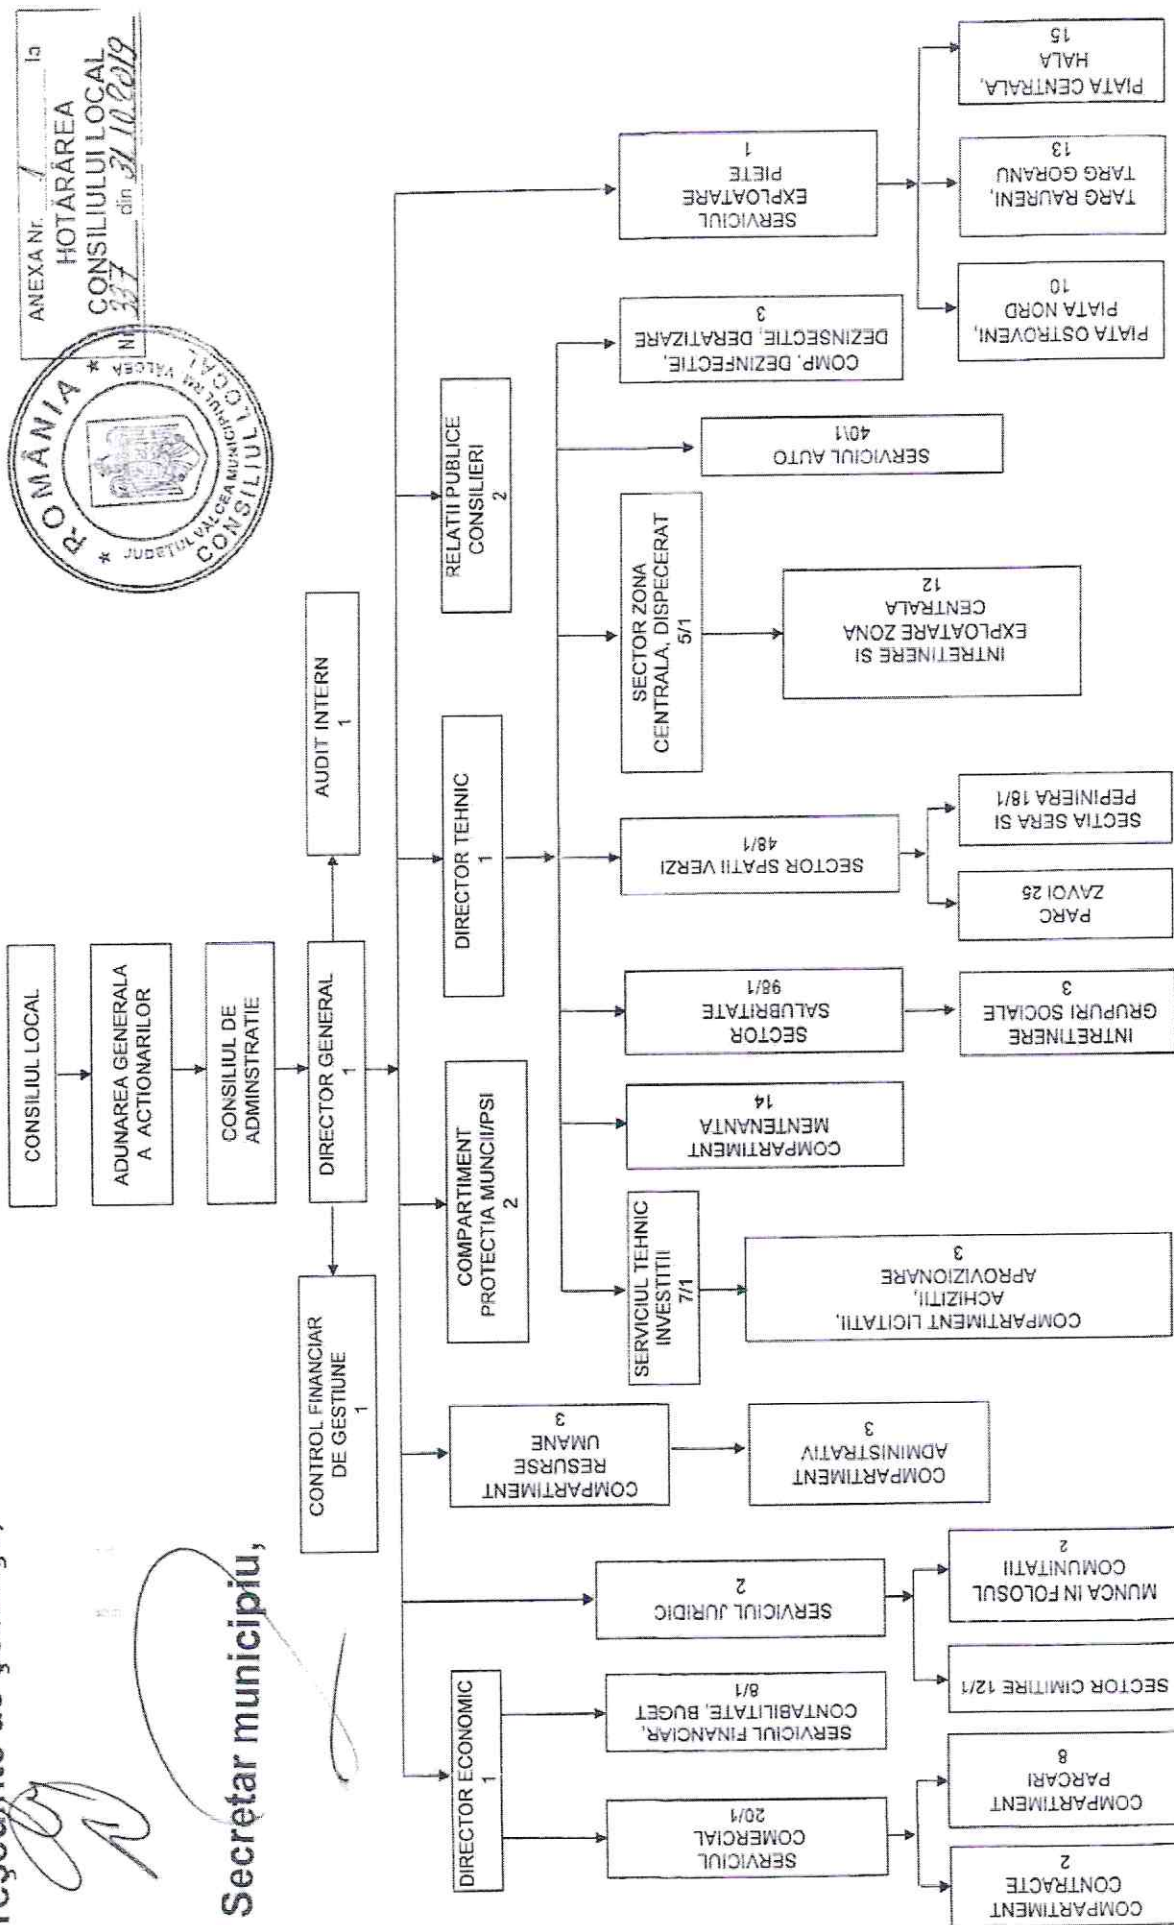 ANEXA Nr. 1 la
HOTĂRÂREA
CONSILIULUI LOCAL
Nr. 337 din 31.10.2019
ROMÂNIA
Județul VALCEA MUNICIPIUL RM VALCEA
CONSILIUL LOCAL
Secretar municipiu,
CONSILIUL LOCAL
ADUNAREA GENERALA
A ACTIONARILOR
CONSILIUL DE
ADMINSTRATIE
DIRECTOR GENERAL
1
AUDIT INTERN
1
CONTROL FINANCIAR
DE GESTIUNE
1
DIRECTOR ECONOMIC
1
COMPARTIMENT
RESURSE
UMANE
3
COMPARTIMENT
PROTECTIA MUNCII/PSI
2
DIRECTOR TEHNIC
1
RELATII PUBLICE
CONSILIERI
2
SERVICIUL
COMERCIAL
20/1
SERVICIUL FINANCIAR,
CONTABILITATE, BUGET
8/1
SERVICIUL JURIDIC
2
COMPARTIMENT
ADMINISTRATIV
3
SERVICIUL TEHNIC
INVESTITII
7/1
COMPARTIMENT
MENTENANTA
14
SECTOR
SALUBRITATE
98/1
SECTOR SPATII VERZI
48/1
SECTOR ZONA
CENTRALA, DISPECERAT
5/1
SERVICIUL AUTO
40/1
COMP. DEZINFECTIE,
DEZINSECTIE, DERATIZARE
3
SERVICIUL
EXPLOATARE
PIETE
1
COMPARTIMENT
CONTRACTE
2
COMPARTIMENT
PARCARI
8
SECTOR CIMITIRE 12/1
MUNCA IN FOLOSUL
COMUNITATII
2
COMPARTIMENT LICITATII,
ACHIZITII,
APROVIZIONARE
3
INTRETINERE
GRUPURI SOCIALE
3
PARC
ZAVOI 25
SECTIA SERA SI
PEPINIERA 18/1
INTRETINERE SI
EXPLOATARE ZONA
CENTRALA
12
PIATA OSTROVENI,
PIATA NORD
10
TARG RAURENI,
TARG GORANU
13
PIATA CENTRALA,
HALA
15